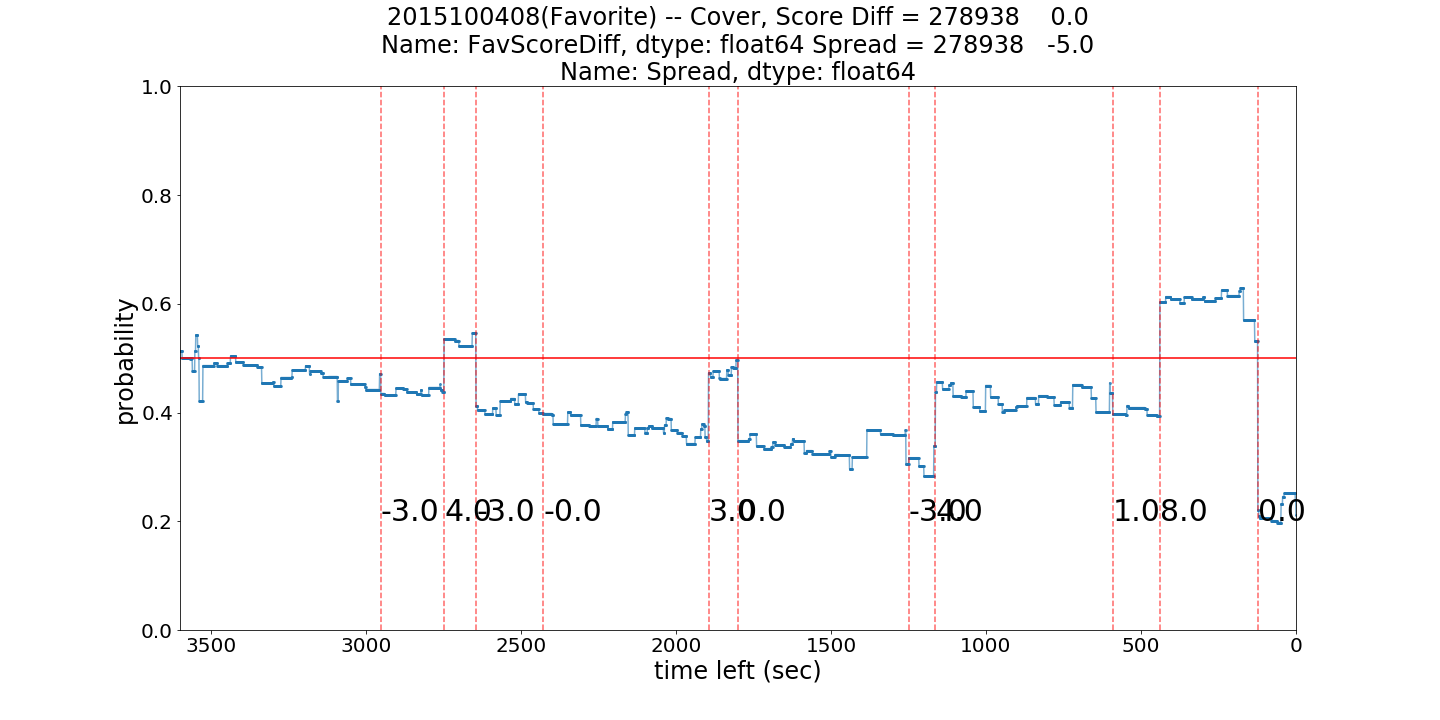 2015100408(Favorite) -- Cover, Score Diff = 278938    0.0
Name: FavScoreDiff, dtype: float64 Spread = 278938   -5.0
Name: Spread, dtype: float64
probability
1.0
0.8
0.6
0.4
0.2
0.0
-3.0 4.0 -3.0 -0.0 3.0 0.0 -3.0 4.0 1.0 8.0 0.0
3500 3000 2500 2000 1500 1000 500 0
time left (sec)